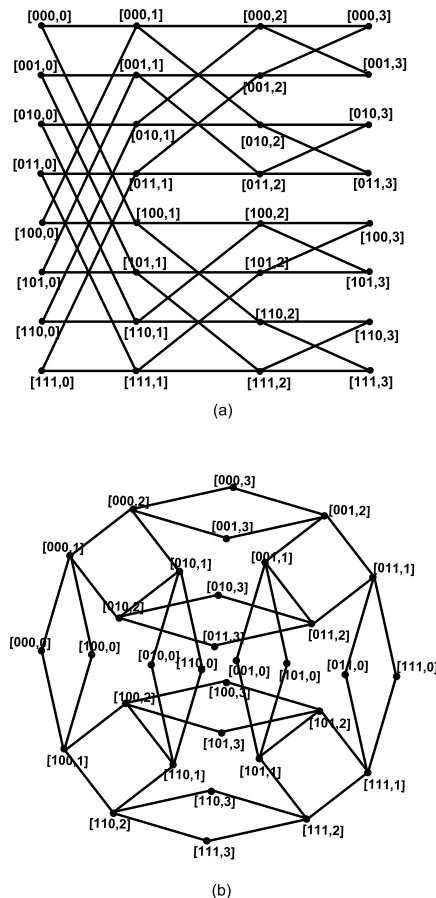 [000,0] [000,1] [000,2] [000,3]
[001,0] [001,1] [001,2] [001,3]
[010,0] [010,1] [010,2] [010,3]
[011,0] [011,1] [011,2] [011,3]
[100,0] [100,1] [100,2] [100,3]
[101,0] [101,1] [101,2] [101,3]
[110,0] [110,1] [110,2] [110,3]
[111,0] [111,1] [111,2] [111,3]
(a)
[000,3]
[000,2] [001,2]
[001,3]
[000,1] [010,1] [001,1] [011,1]
[010,3]
[010,2] [011,2]
[011,3]
[000,0] [100,0] [010,0] [110,0] [001,0] [101,0] [011,0] [111,0]
[100,2] [100,3] [101,2]
[101,3]
[100,1] [110,1] [101,1] [111,1]
[110,3]
[110,2] [111,2]
[111,3]
(b)